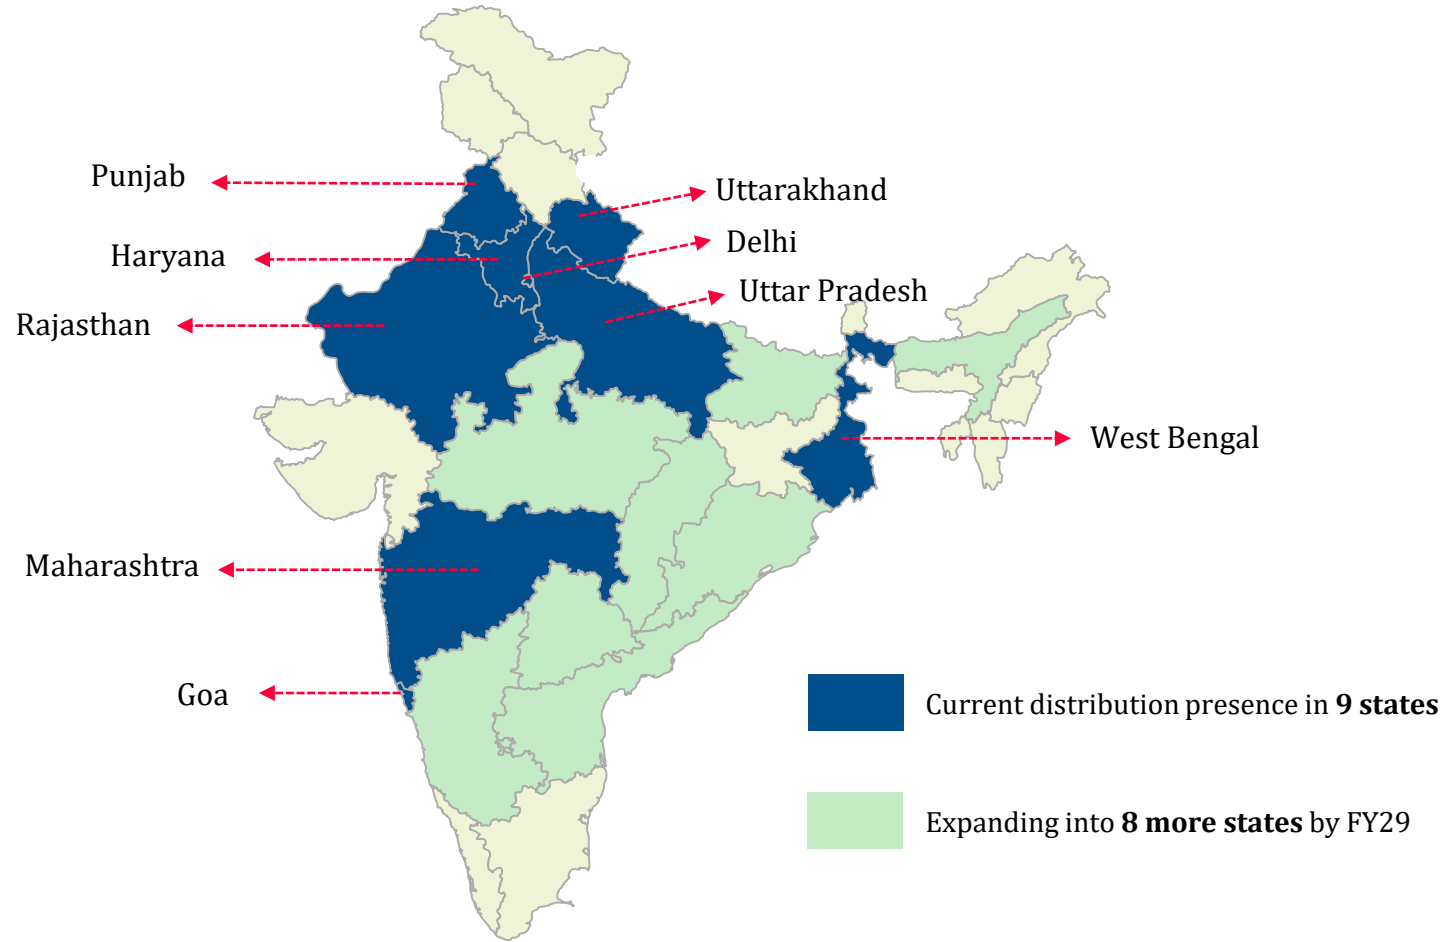 Punjab
Uttarakhand
Delhi
Haryana
Uttar Pradesh
Rajasthan
West Bengal
Maharashtra
Goa
Current distribution presence in 9 states
Expanding into 8 more states by FY29